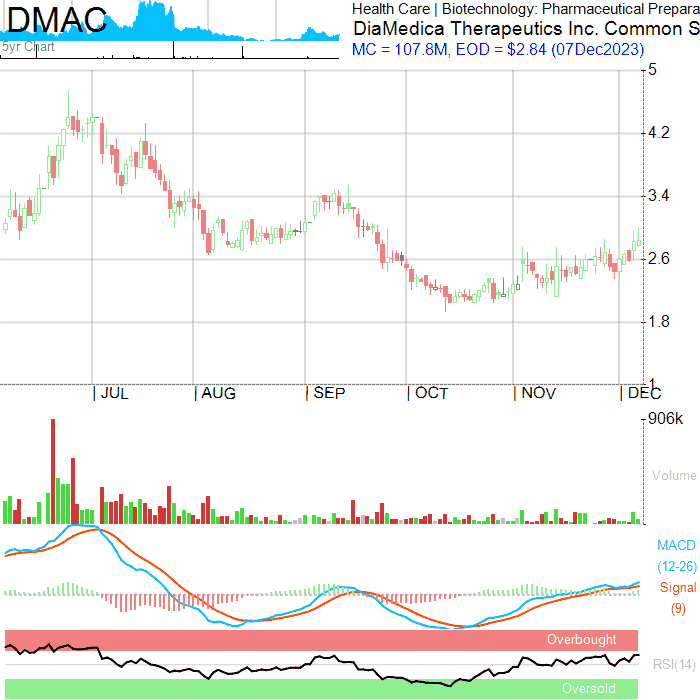 DMAC
5yr Chart
Health Care | Biotechnology: Pharmaceutical Prepara
DiaMedica Therapeutics Inc. Common S
MC = 107.8M, EOD = $2.84 (07Dec2023)
5
4.2
3.4
2.6
1.8
1
JUL
AUG
SEP
OCT
NOV
DEC
906k
Volume
MACD
(12-26)
Signal
(9)
Overbought
RSI(14)
Oversold